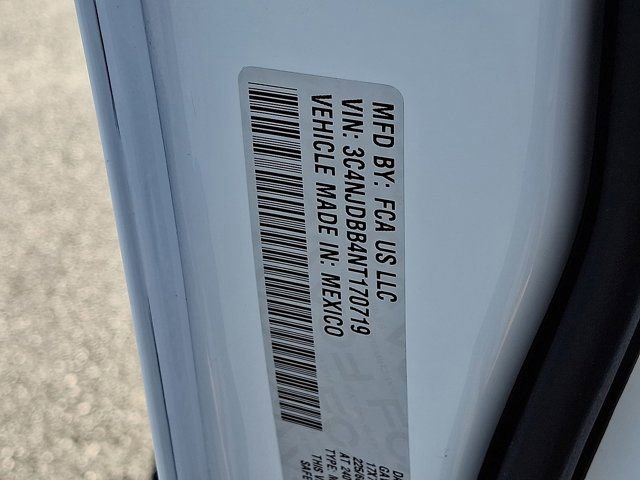 MFD BY: FCA US LLC
VIN: 3C4NJDBB4NT170719
VEHICLE MADE IN: MEXICO